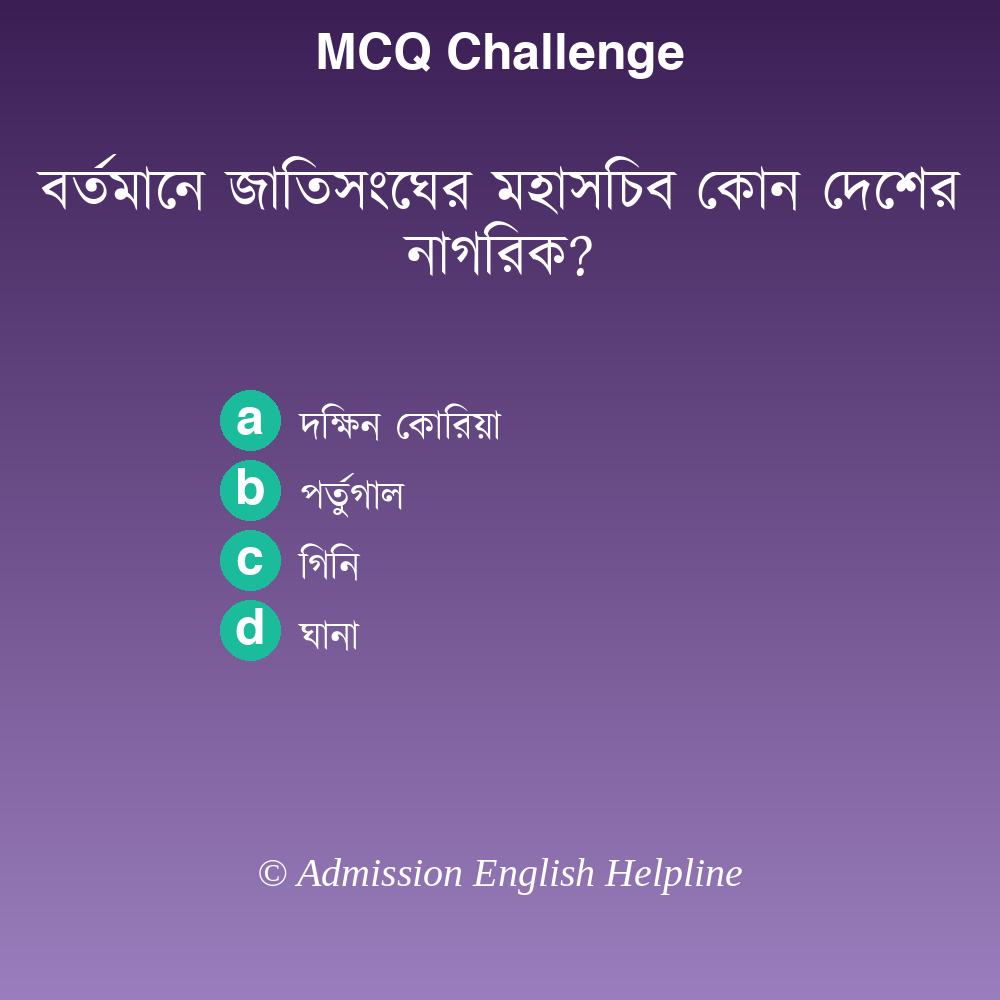 MCQ Challenge
বর্তমানে জাতিসংঘের মহাসচিব কোন দেশের
নাগরিক?
a দক্ষিন কোরিয়া
b পর্তুগাল
c গিনি
d ঘানা
© Admission English Helpline